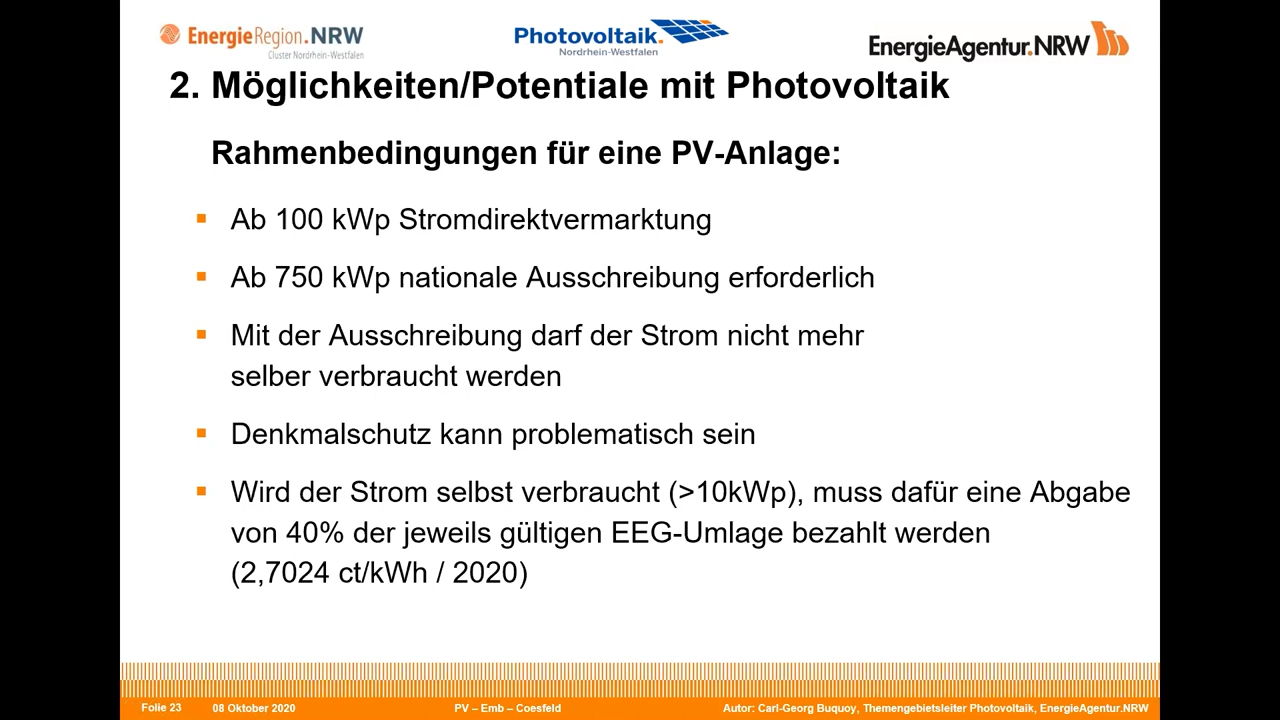 EnergieRegion.NRW
Cluster Nordrhein-Westfalen
Photovoltaik.
Nordrhein-Westfalen
EnergieAgentur.NRW
2. Möglichkeiten/Potentiale mit Photovoltaik
Rahmenbedingungen für eine PV-Anlage:
Ab 100 kWp Stromdirektvermarktung
Ab 750 kWp nationale Ausschreibung erforderlich
Mit der Ausschreibung darf der Strom nicht mehr
selber verbraucht werden
Denkmalschutz kann problematisch sein
Wird der Strom selbst verbraucht (>10kWp), muss dafür eine Abgabe
von 40% der jeweils gültigen EEG-Umlage bezahlt werden
(2,7024 ct/kWh / 2020)
Folie 23 08 Oktober 2020 PV – Emb – Coesfeld Autor: Carl-Georg Buquoy, Themengebietsleiter Photovoltaik, EnergieAgentur.NRW